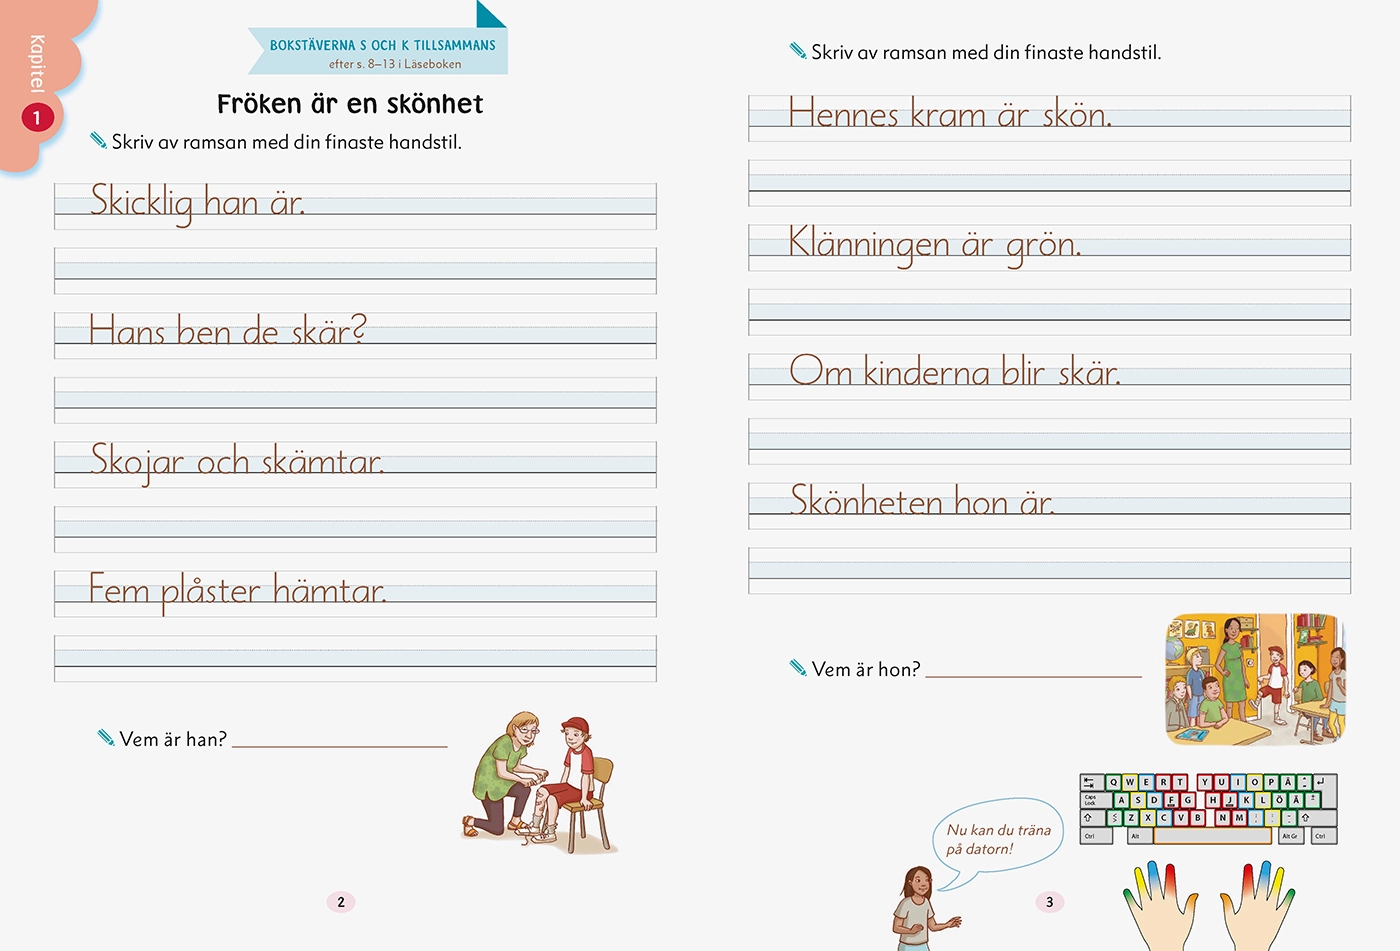 Kapitel
1
BOKSTÄVERNA S OCH K TILLSAMMANS
efter s. 8–13 i Läseboken
Fröken är en skönhet
Skriv av ramsan med din finaste handstil.
Skicklig han är.
Hans ben de skär?
Skojar och skämtar.
Fem plåster hämtar.
Vem är han?
2
Skriv av ramsan med din finaste handstil.
Hennes kram är skön.
Klänningen är grön.
Om kinderna blir skär.
Skönheten hon är.
Vem är hon?
Nu kan du träna
på datorn!
Q W E R T Y U I O P Å
Caps Lock A S D F G H J K L Ö Ä
Z X C V B N M
Ctrl Alt Alt Gr Ctrl
3